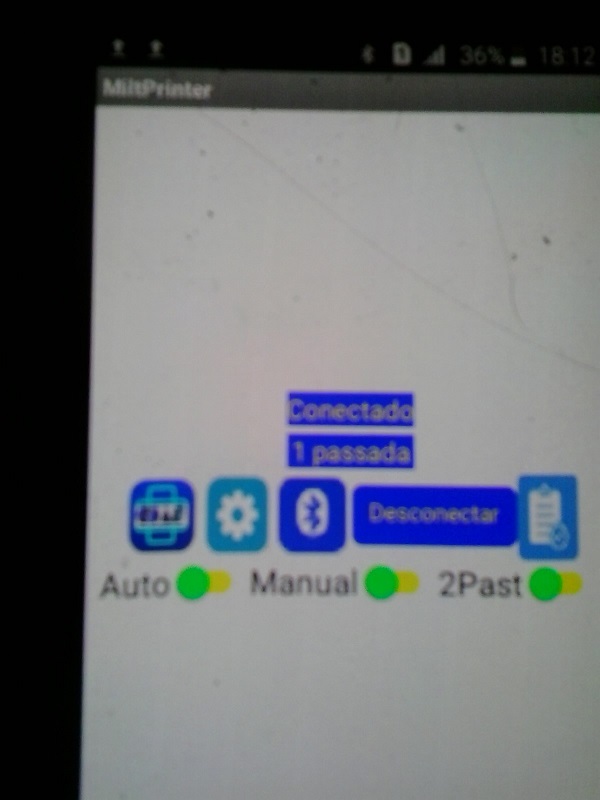 36% 18:12
MiltPrinter
Conectado
1 passada
Desconectar
Auto Manual 2Past